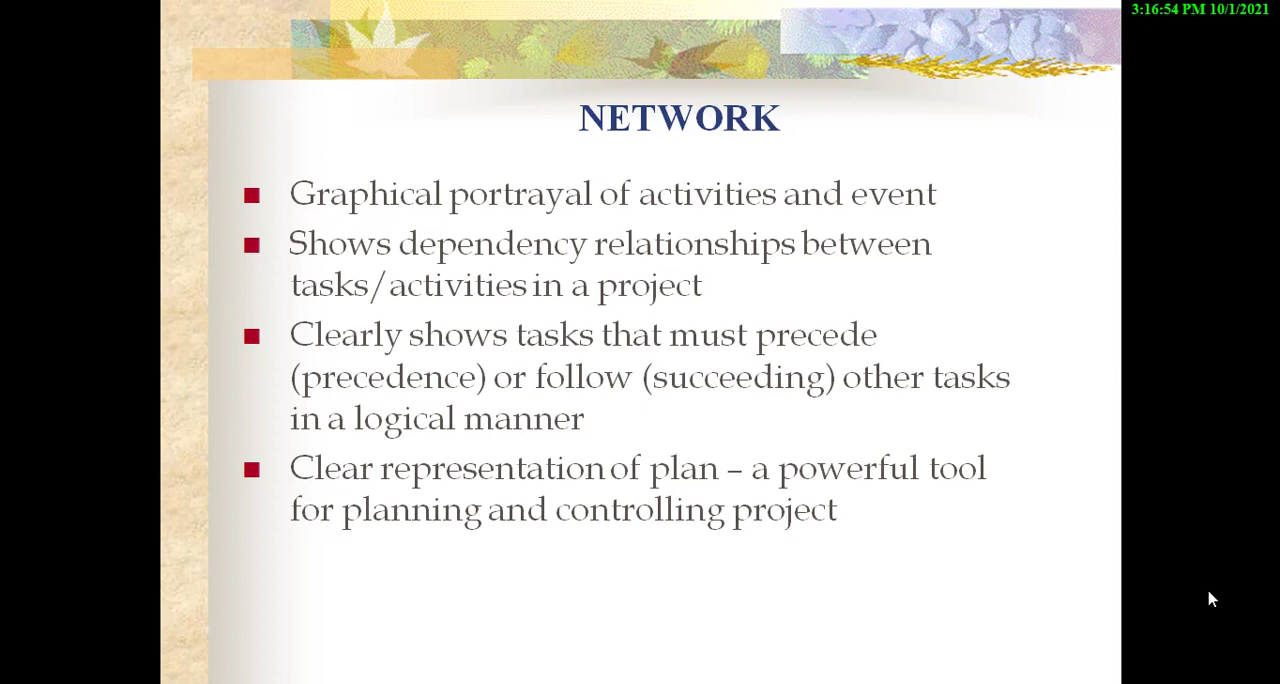 3:16:54 PM 10/1/2021
NETWORK
Graphical portrayal of activities and event
Shows dependency relationships between
tasks/activities in a project
Clearly shows tasks that must precede
(precedence) or follow (succeeding) other tasks
in a logical manner
Clear representation of plan – a powerful tool
for planning and controlling project